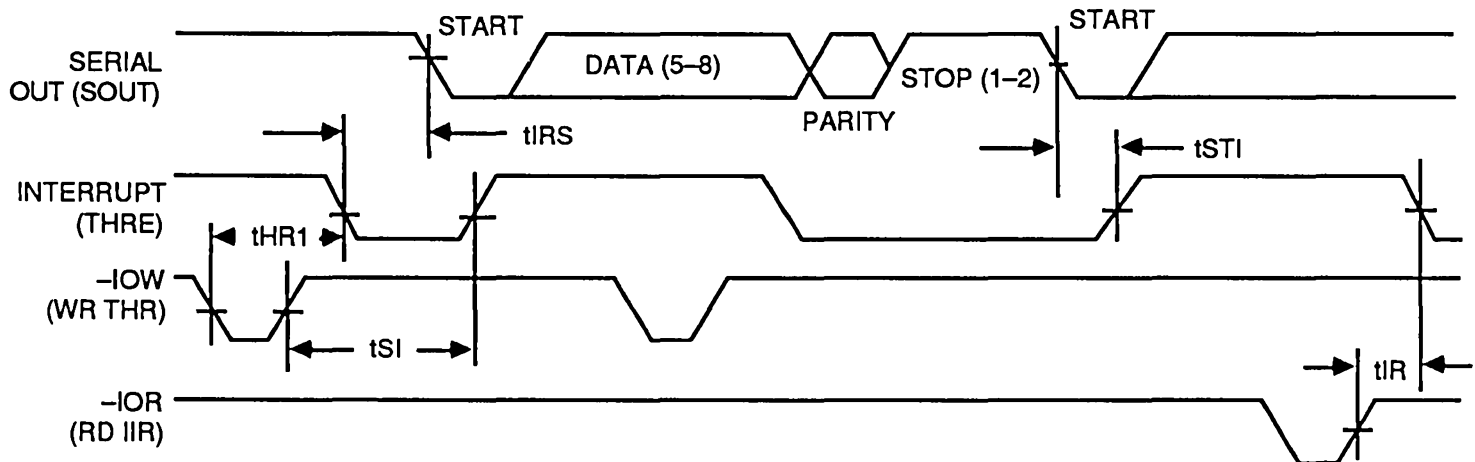 START
START
SERIAL
OUT (SOUT)
DATA (5–8)
STOP (1–2)
PARITY
tIRS
tSTI
INTERRUPT
(THRE)
tHR1
–IOW
(WR THR)
tSI
tIR
–IOR
(RD IIR)